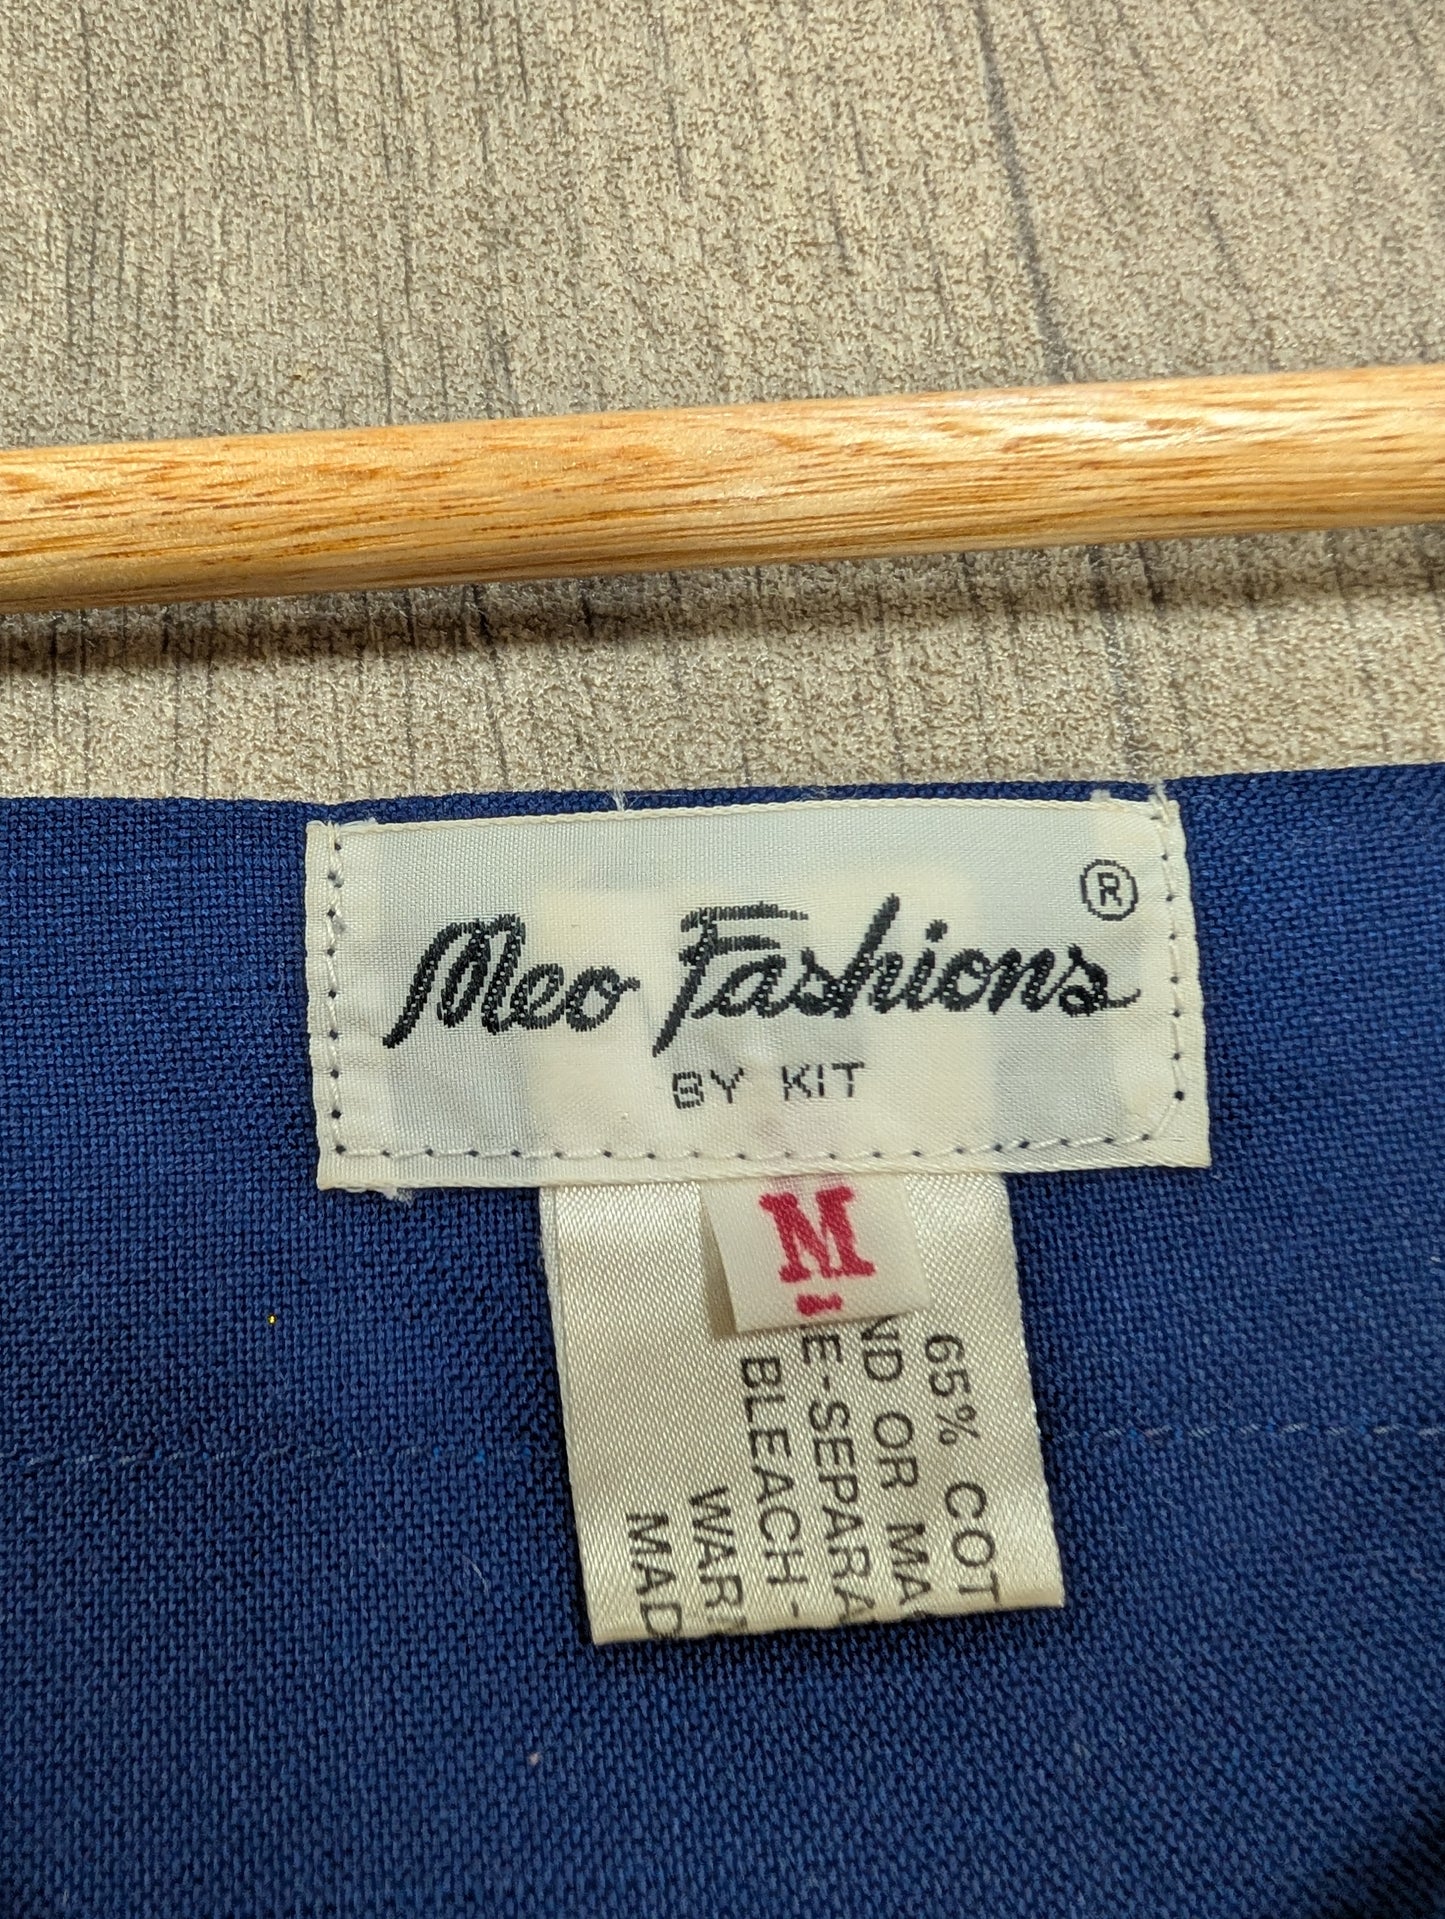 Meo Fashions ®
BY KIT
M
65% COT
ND OR MA
E-SEPARA
BLEACH -
WAR
MAD